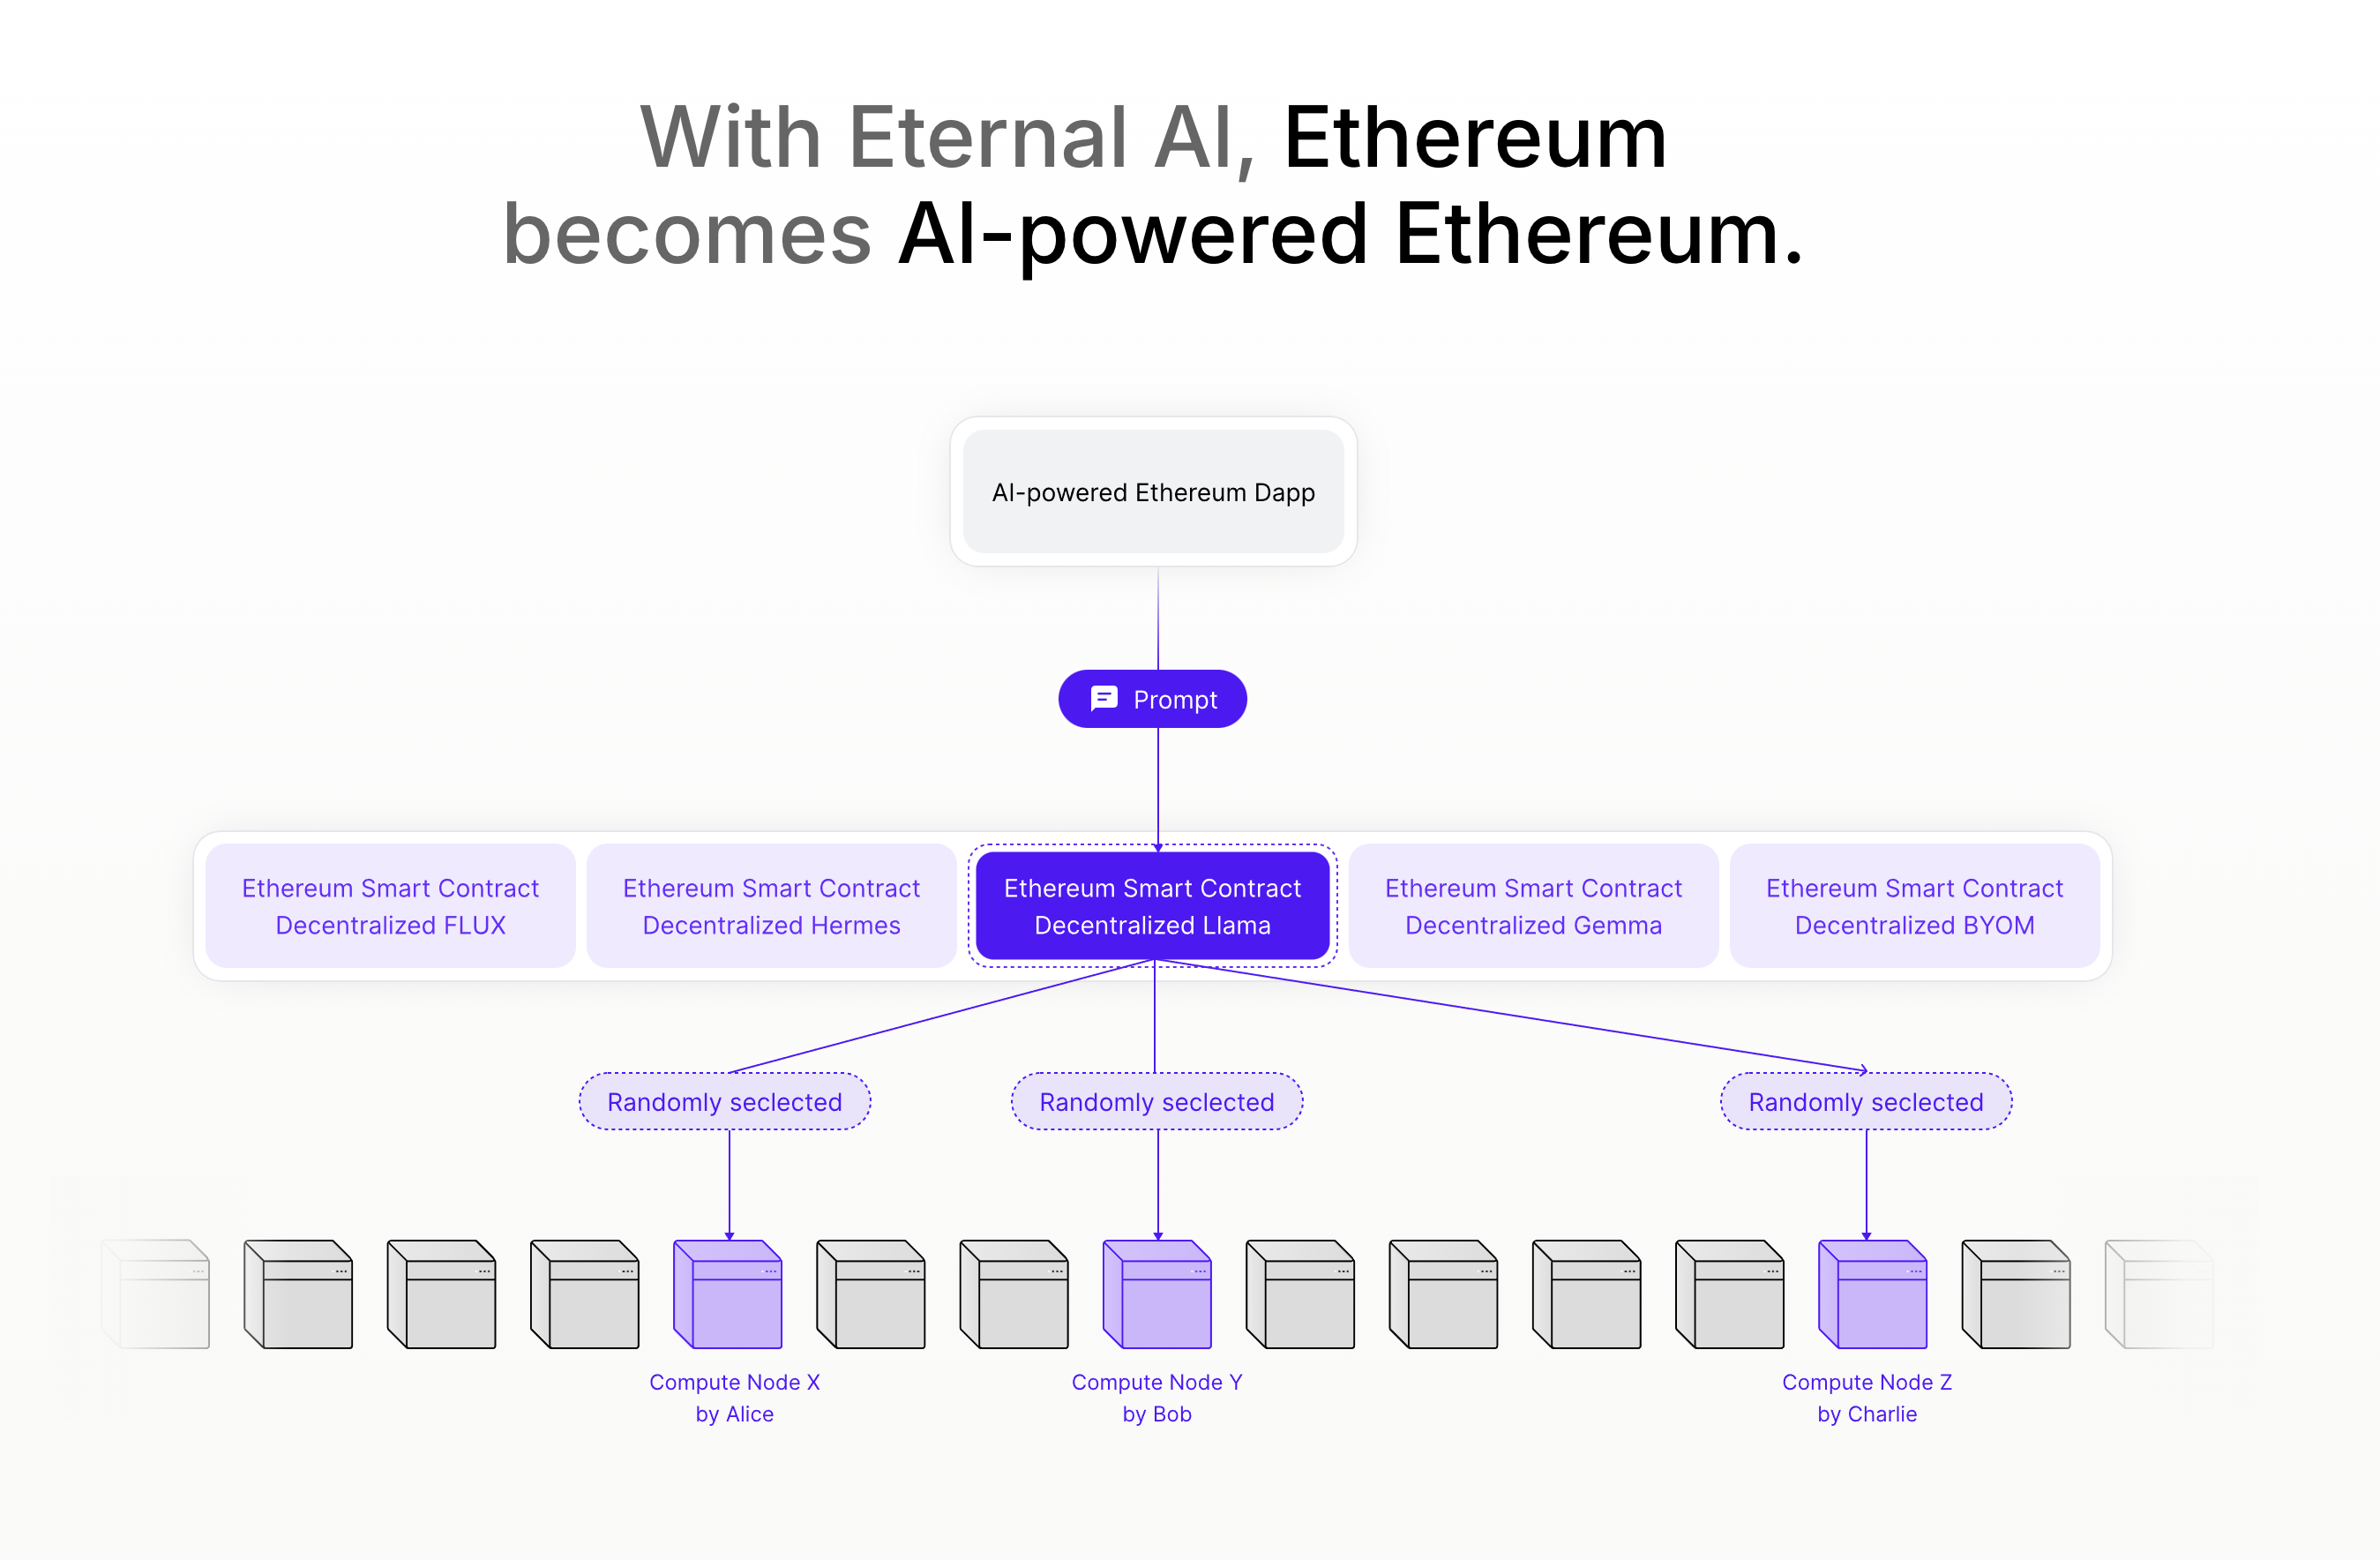 With Eternal AI, Ethereum
becomes AI-powered Ethereum.
AI-powered Ethereum Dapp
Prompt
Ethereum Smart Contract
Decentralized FLUX
Ethereum Smart Contract
Decentralized Hermes
Ethereum Smart Contract
Decentralized Llama
Ethereum Smart Contract
Decentralized Gemma
Ethereum Smart Contract
Decentralized BYOM
Randomly seclected
Randomly seclected
Randomly seclected
Compute Node X
by Alice
Compute Node Y
by Bob
Compute Node Z
by Charlie